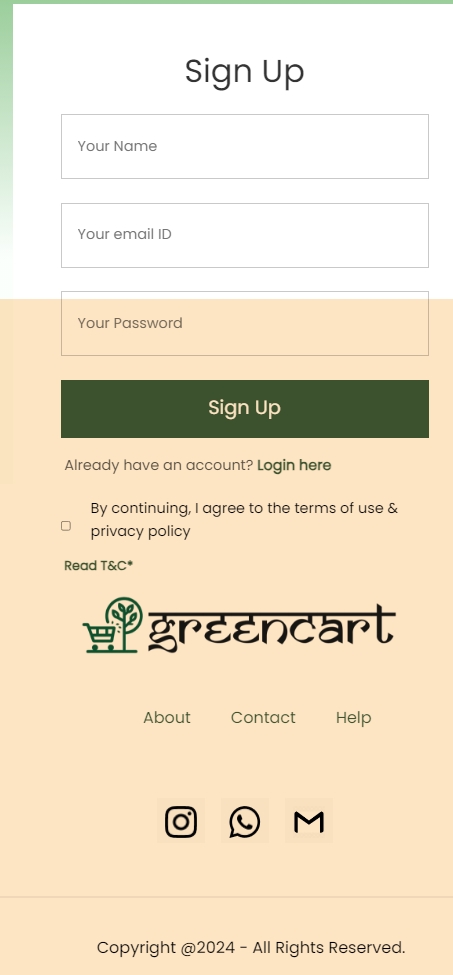 Sign Up
Your Name
Your email ID
Your Password
Sign Up
Already have an account? Login here
By continuing, I agree to the terms of use &
privacy policy
Read T&C*
greencart
About Contact Help
Copyright @2024 - All Rights Reserved.